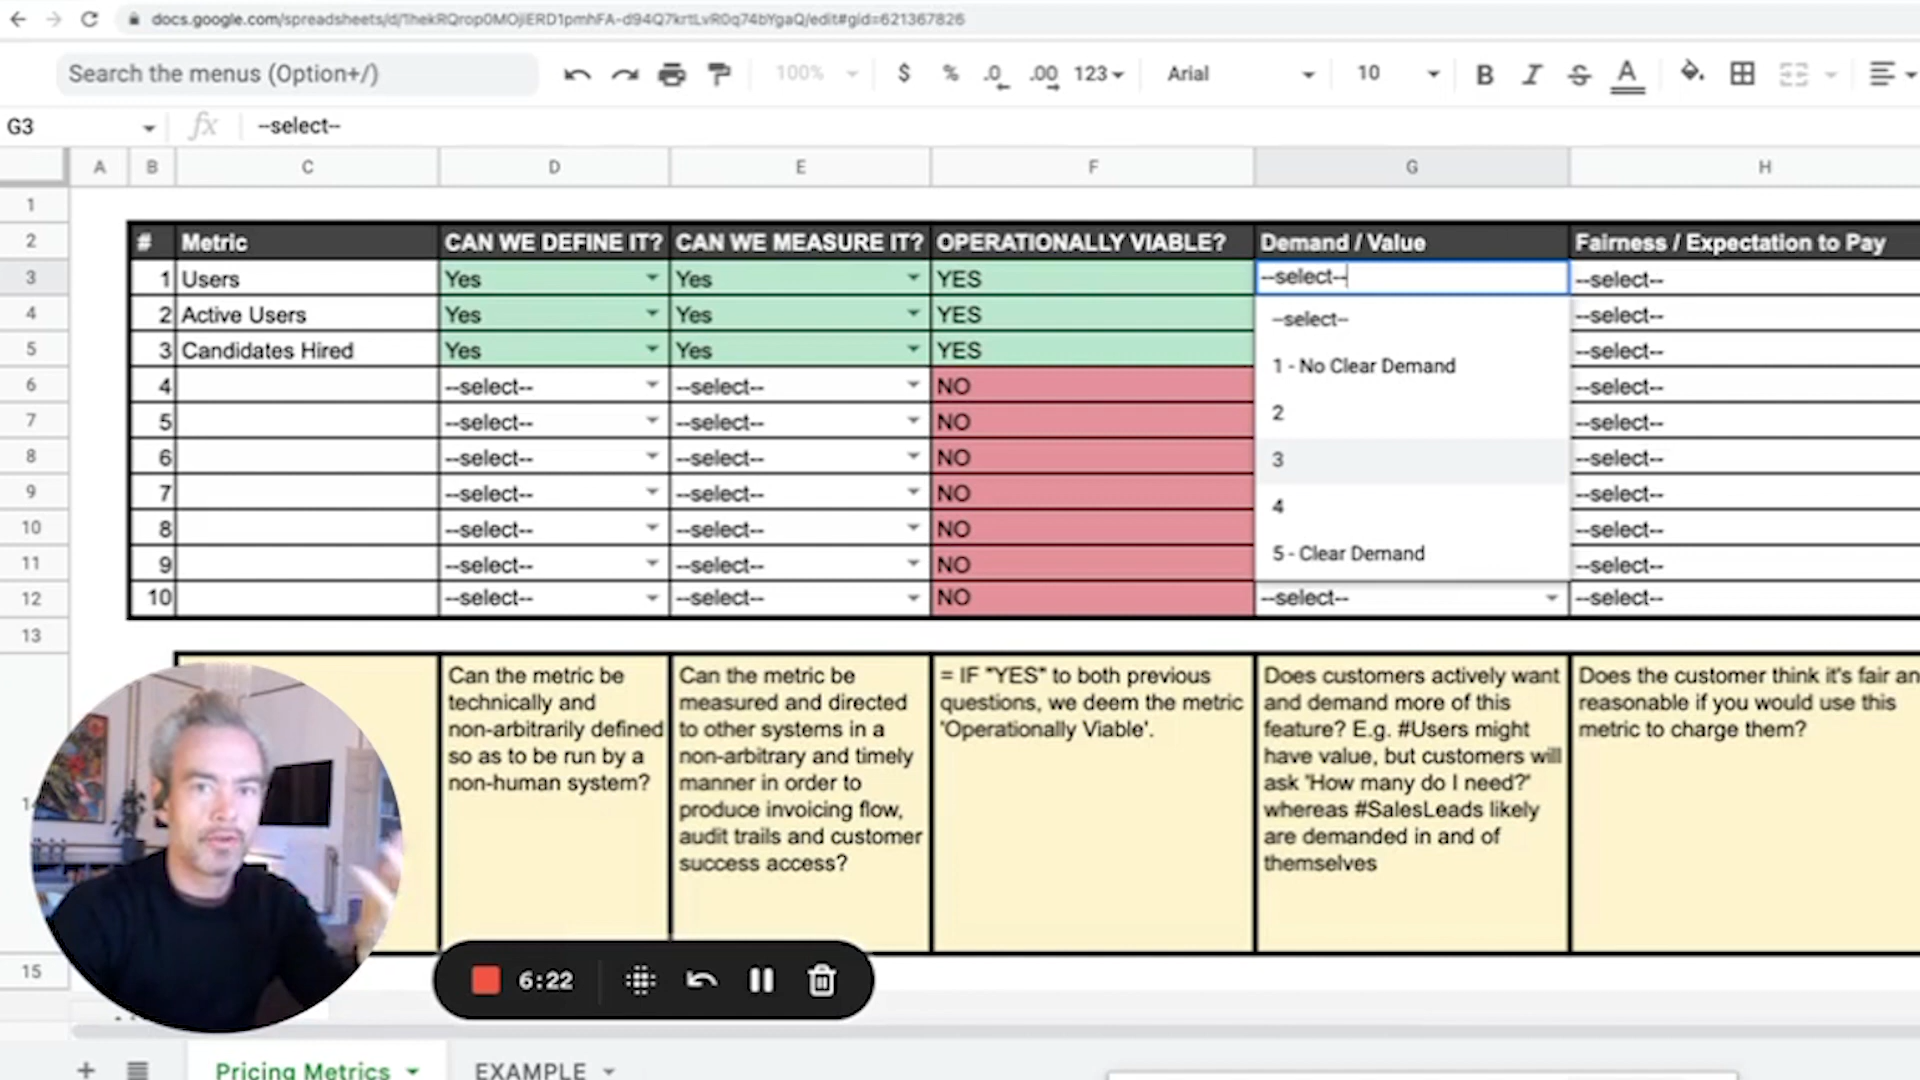 docs.google.com/spreadsheets/d/1hekRQrop0MOjlERD1pmhFA-d94Q7krtLvR0q74bYgaQ/edit#gid=621367826
Search the menus (Option+/) 100% $ % .0 .00 123 Arial 10 B I S A
G3 fx --select--
A B C D E F G H
1
2 # Metric CAN WE DEFINE IT? CAN WE MEASURE IT? OPERATIONALLY VIABLE? Demand / Value Fairness / Expectation to Pay
3 1 Users Yes Yes YES --select-- --select--
4 2 Active Users Yes Yes YES --select-- --select--
5 3 Candidates Hired Yes Yes YES 1 - No Clear Demand --select--
6 4 --select-- --select-- NO 2 --select--
7 5 --select-- --select-- NO --select--
8 6 --select-- --select-- NO 3 --select--
9 7 --select-- --select-- NO 4 --select--
10 8 --select-- --select-- NO --select--
11 9 --select-- --select-- NO 5 - Clear Demand --select--
12 10 --select-- --select-- NO --select-- --select--
13
Can the metric be
technically and
non-arbitrarily defined
so as to be run by a
non-human system?
Can the metric be
measured and directed
to other systems in a
non-arbitrary and timely
manner in order to
produce invoicing flow,
audit trails and customer
success access?
= IF "YES" to both previous
questions, we deem the metric
'Operationally Viable'.
Does customers actively want
and demand more of this
feature? E.g. #Users might
have value, but customers will
ask 'How many do I need?'
whereas #SalesLeads likely
are demanded in and of
themselves
Does the customer think it's fair an
reasonable if you would use this
metric to charge them?
15
6:22
Pricing Metrics EXAMPLE